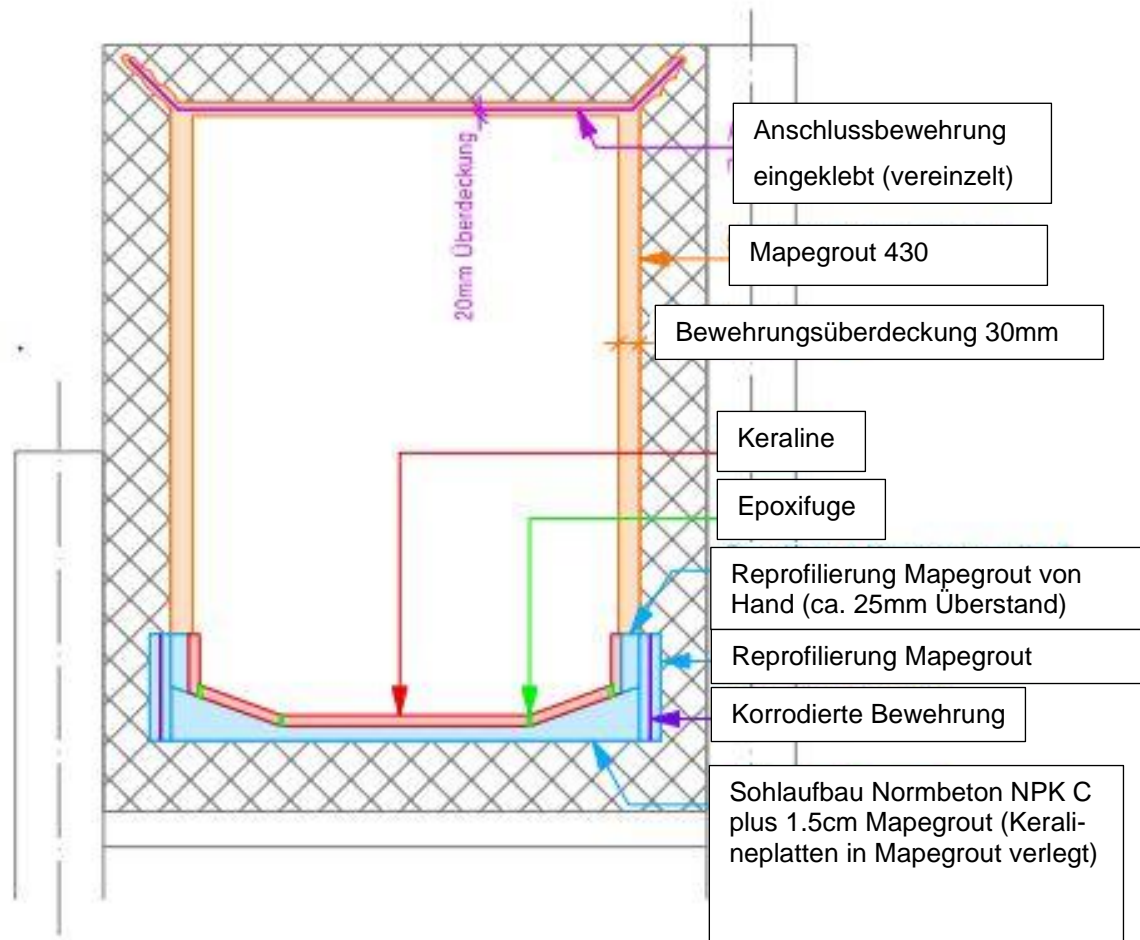 Anschlussbewehrung
eingeklebt (vereinzelt)
20mm Überdeckung
Mapegrout 430
Bewehrungsüberdeckung 30mm
Keraline
Epoxifuge
Reprofilierung Mapegrout von
Hand (ca. 25mm Überstand)
Reprofilierung Mapegrout
Korrodierte Bewehrung
Sohlaufbau Normbeton NPK C
plus 1.5cm Mapegrout (Kerali-
neplatten in Mapegrout verlegt)